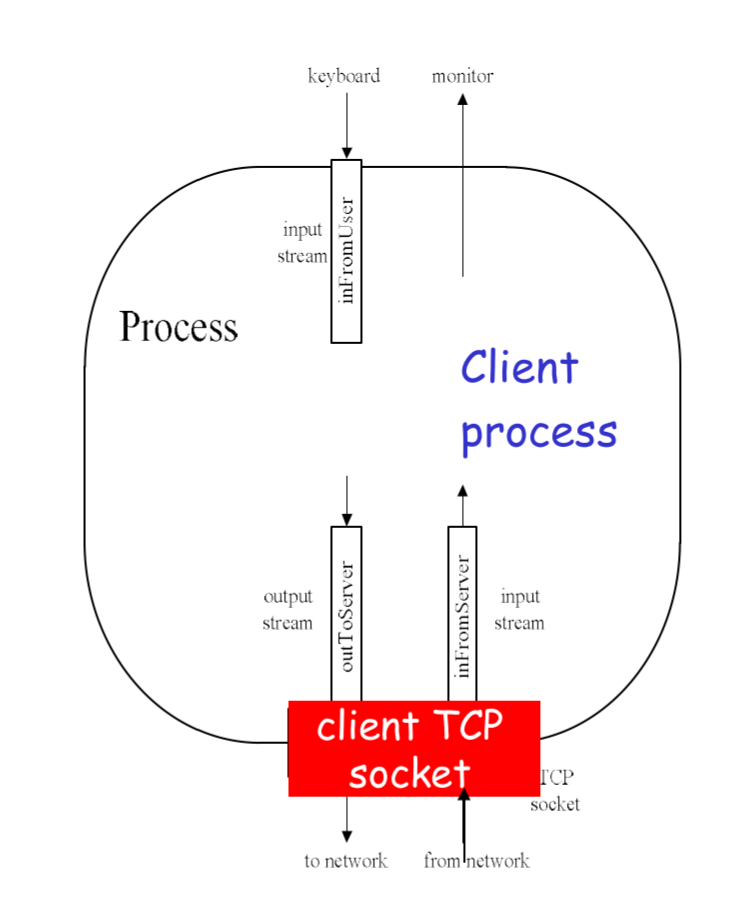 keyboard
monitor
input
stream
inFromUser
Process
Client
process
output
stream
outToServer
inFromServer
input
stream
client TCP
socket
TCP
socket
to network
from network